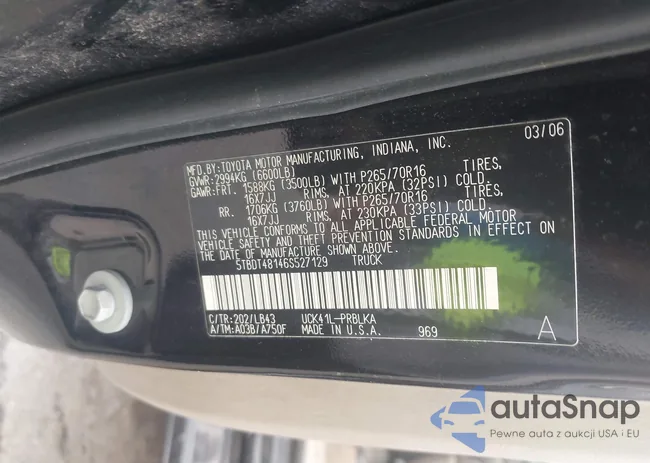 03/06
MFD.BY:TOYOTA MOTOR MANUFACTURING, INDIANA, INC.
GVWR:2994KG (6600LB)
GAWR:FRT. 1588KG (3500LB) WITH P265/70R16 TIRES,
16X7JJ RIMS, AT 220KPA (32PSI) COLD.
RR. 1706KG (3760LB) WITH P265/70R16 TIRES,
16X7JJ RIMS, AT 230KPA (33PSI) COLD.
THIS VEHICLE CONFORMS TO ALL APPLICABLE FEDERAL MOTOR
VEHICLE SAFETY AND THEFT PREVENTION STANDARDS IN EFFECT ON
THE DATE OF MANUFACTURE SHOWN ABOVE.
5TBDT48146S527129 TRUCK
C/TR:202/LB43 UCK41L-PRBLKA
A/TM:A03B/A750F MADE IN U.S.A. 969 A
autaSnap
Pewne auta z aukcji USA i EU